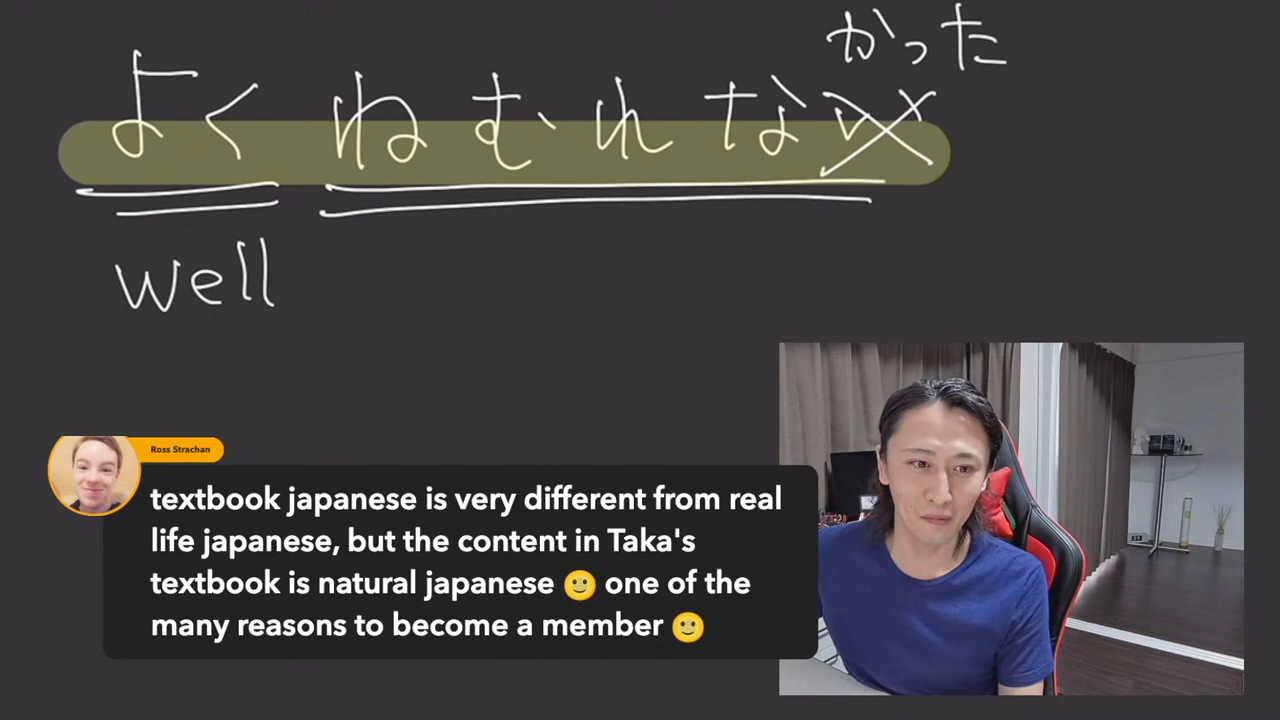 かった
よく ねむれない
well
Ross Strachan
textbook japanese is very different from real
life japanese, but the content in Taka's
textbook is natural japanese 🙂 one of the
many reasons to become a member 🙂